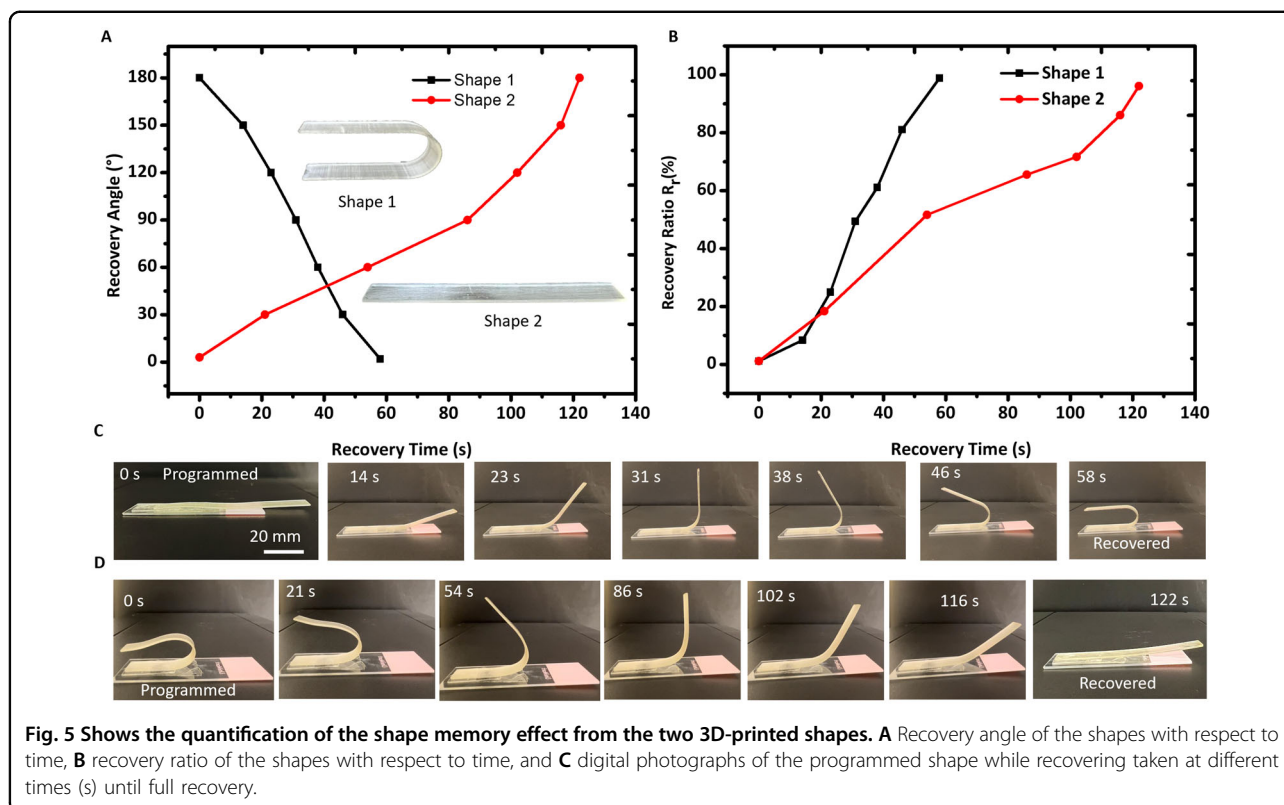 A
Recovery Angle (°)
180
150
120
90
60
30
0
Shape 1
Shape 2
Shape 1
Shape 2
0 20 40 60 80 100 120 140
Recovery Time (s)
B
Recovery Ratio Rr(%)
100
80
60
40
20
0
Shape 1
Shape 2
0 20 40 60 80 100 120 140
Recovery Time (s)
C
0 s Programmed
20 mm
14 s
23 s
31 s
38 s
46 s
58 s
Recovered
D
0 s
Programmed
21 s
54 s
86 s
102 s
116 s
122 s
Recovered
Fig. 5 Shows the quantification of the shape memory effect from the two 3D-printed shapes. A Recovery angle of the shapes with respect to
time, B recovery ratio of the shapes with respect to time, and C digital photographs of the programmed shape while recovering taken at different
times (s) until full recovery.